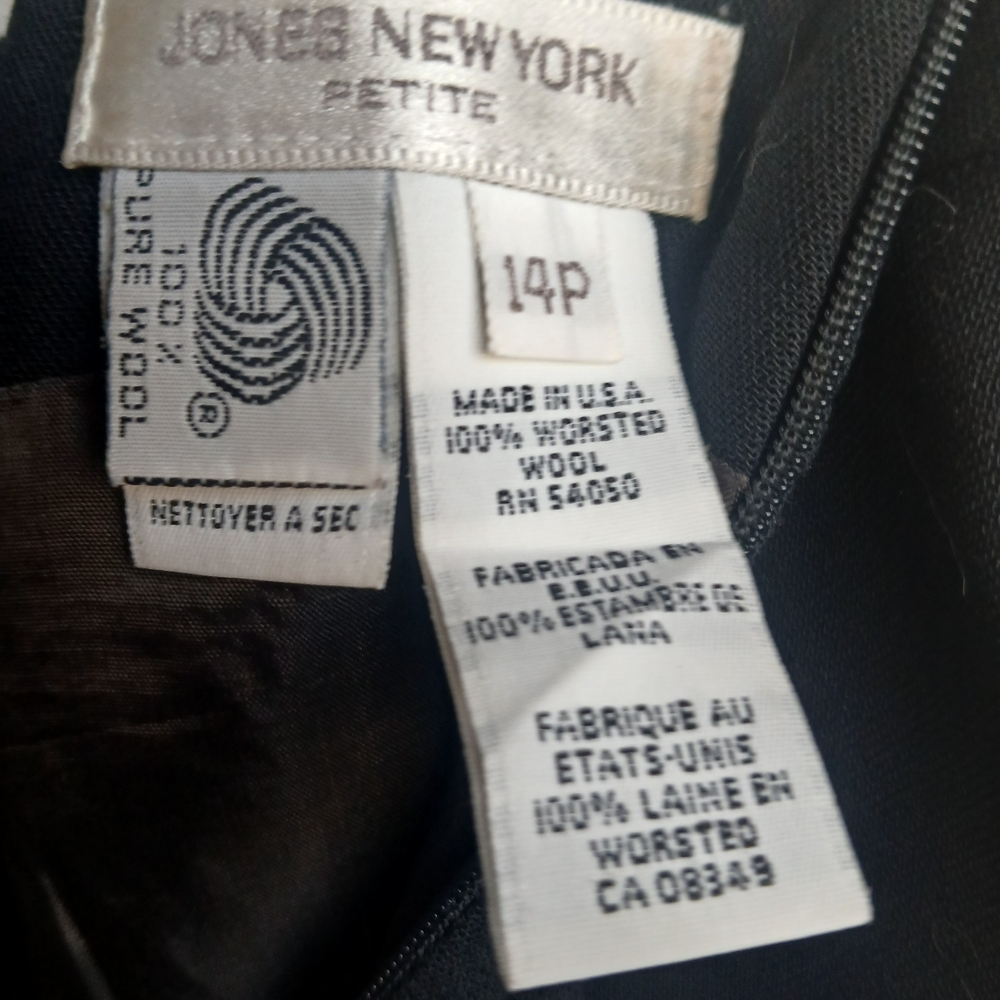 JONES NEW YORK
PETITE
PURE WOOL
100%
®
NETTOYER A SEC
14P
MADE IN U.S.A.
100% WORSTED
WOOL
RN 54050
FABRICADA EN
E.E.U.U.
100% ESTAMBRE DE
LANA
FABRIQUE AU
ETATS-UNIS
100% LAINE EN
WORSTED
CA 08349